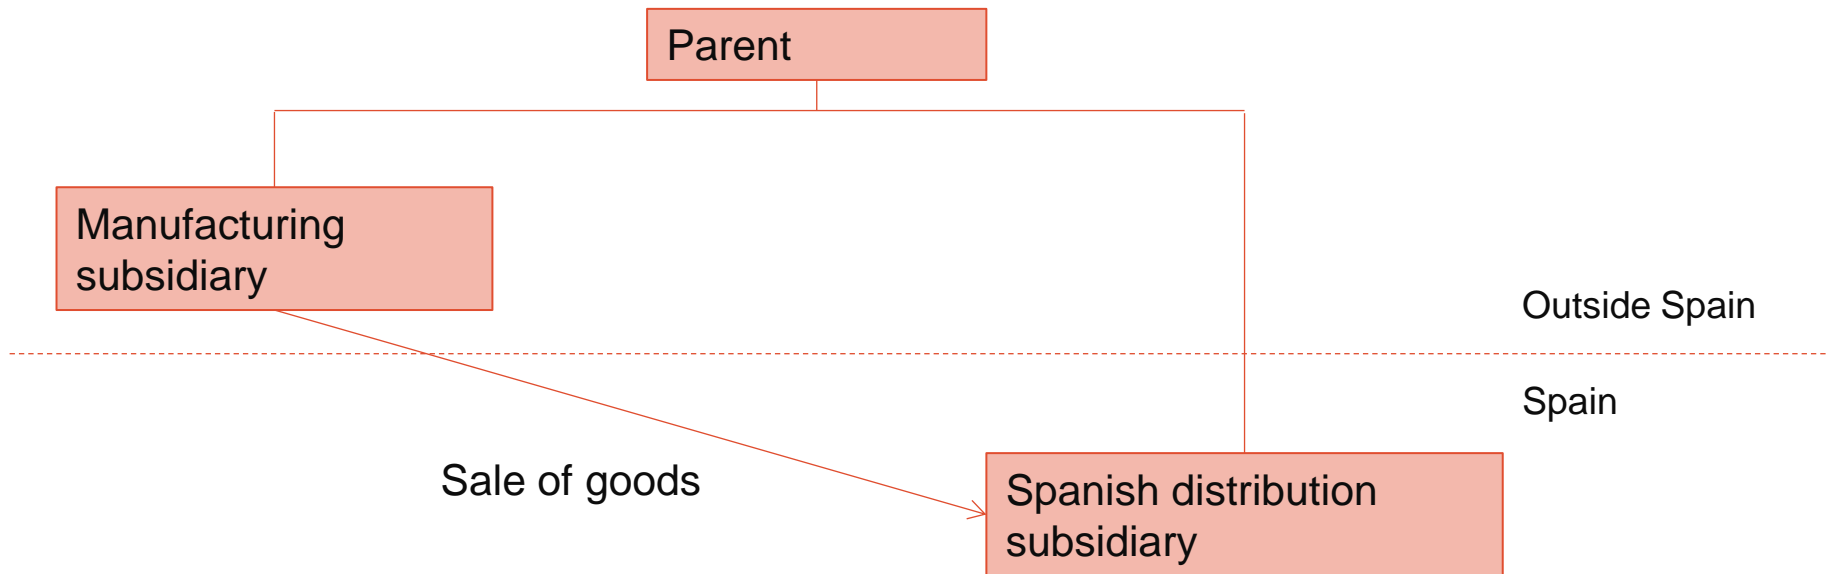 Parent
Manufacturing
subsidiary
Outside Spain
Spain
Sale of goods
Spanish distribution
subsidiary